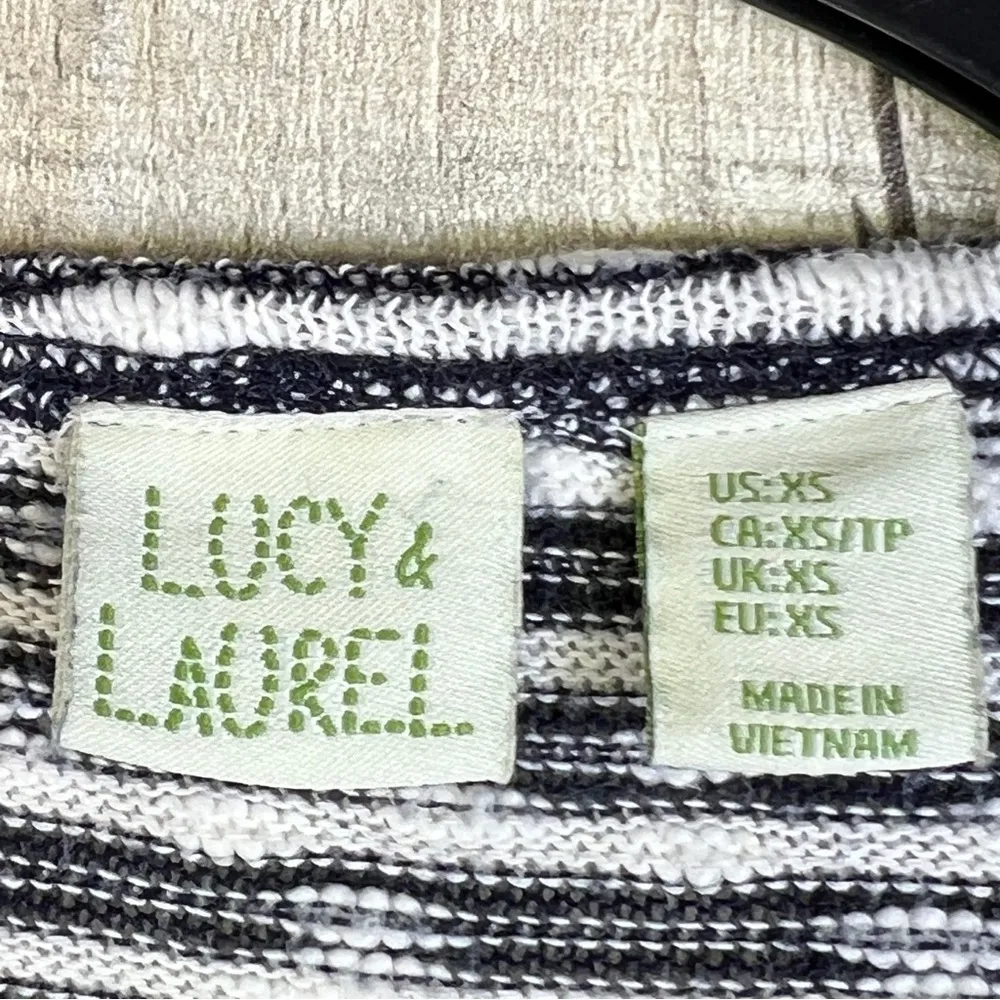 LUCY &
LAUREL
US: XS
CA: XS/TP
UK: XS
EU: XS
MADE IN
VIETNAM